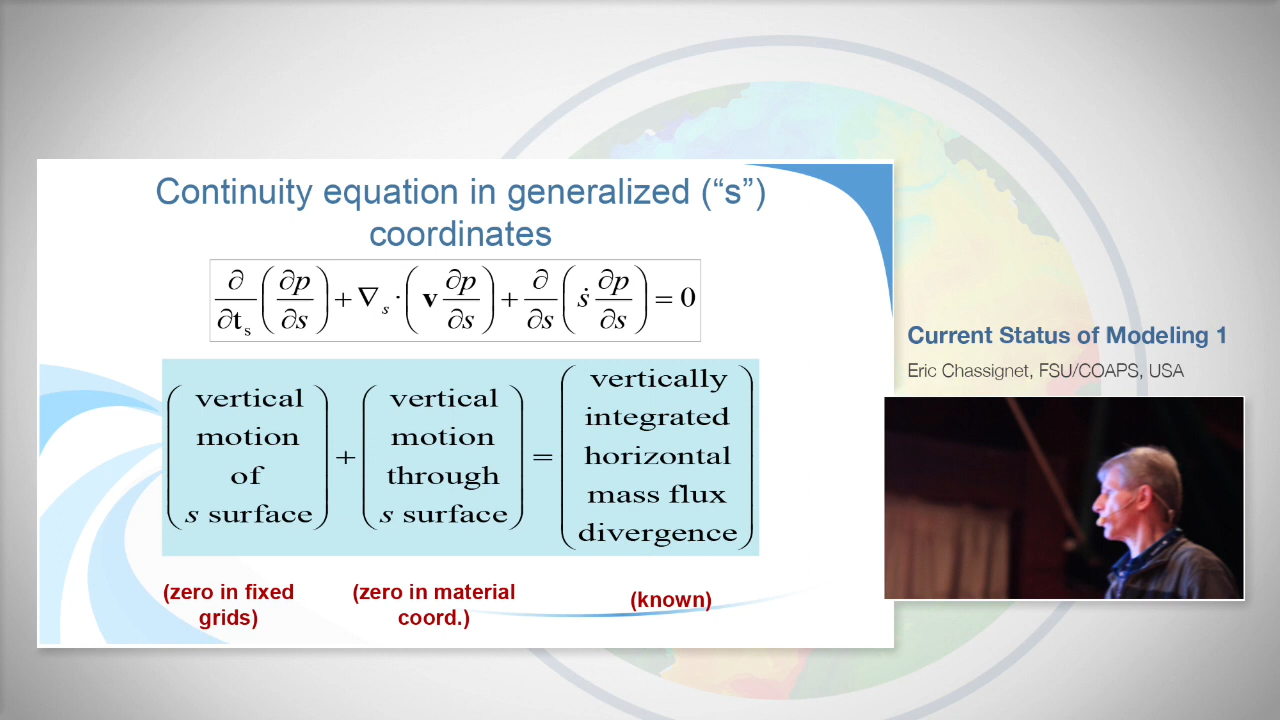 Continuity equation in generalized (“s”)
coordinates
∂/∂t_s (∂p/∂s) + ∇_s · (v ∂p/∂s) + ∂/∂s (ṡ ∂p/∂s) = 0
(vertical motion of s surface) + (vertical motion through s surface) = (vertically integrated horizontal mass flux divergence)
(zero in fixed
grids)
(zero in material
coord.)
(known)
Current Status of Modeling 1
Eric Chassignet, FSU/COAPS, USA